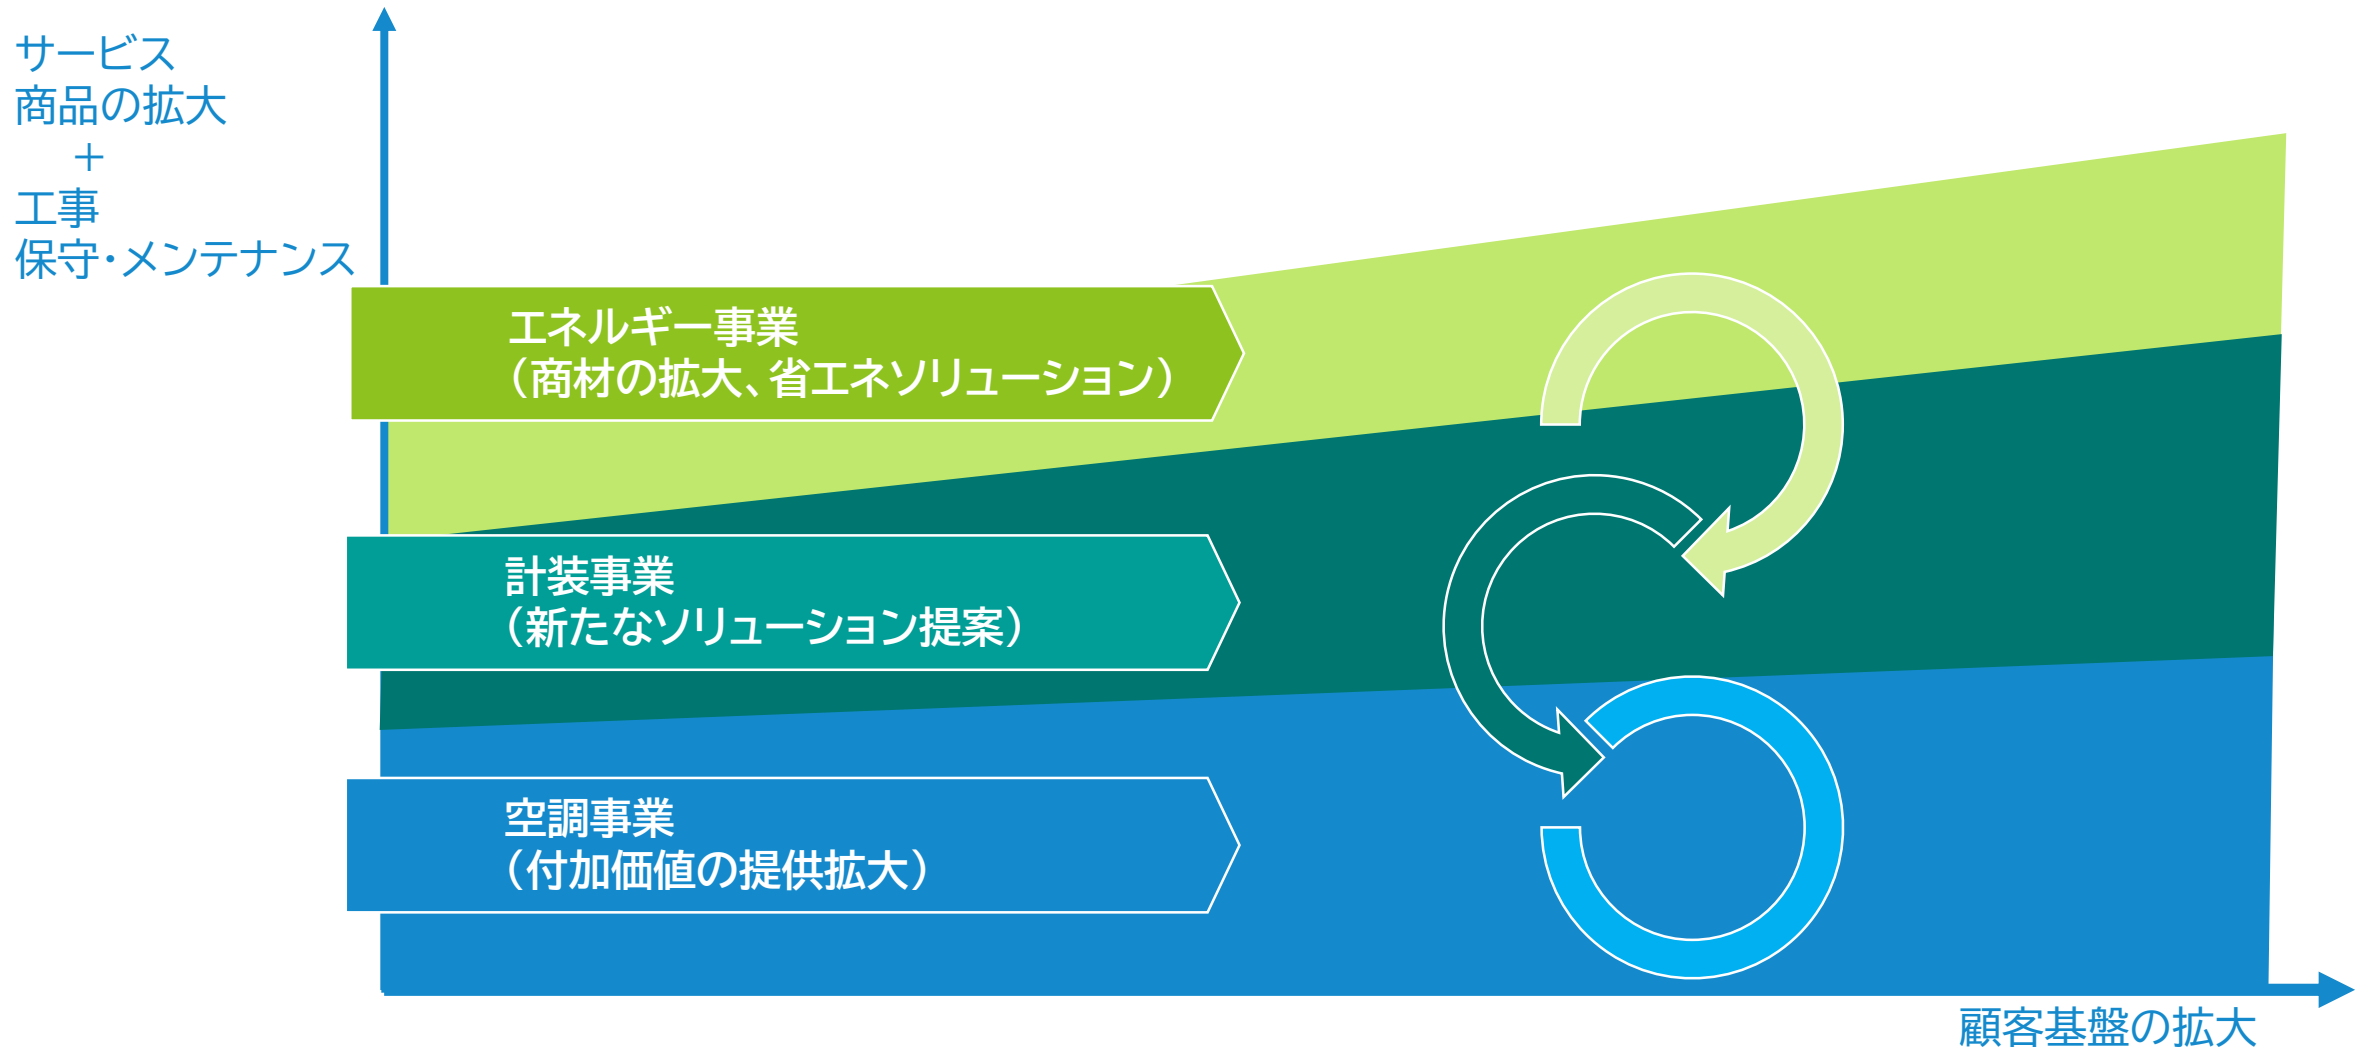 サービス
商品の拡大
＋
工事
保守・メンテナンス
エネルギー事業
（商材の拡大、省エネソリューション）
計装事業
（新たなソリューション提案）
空調事業
（付加価値の提供拡大）
顧客基盤の拡大